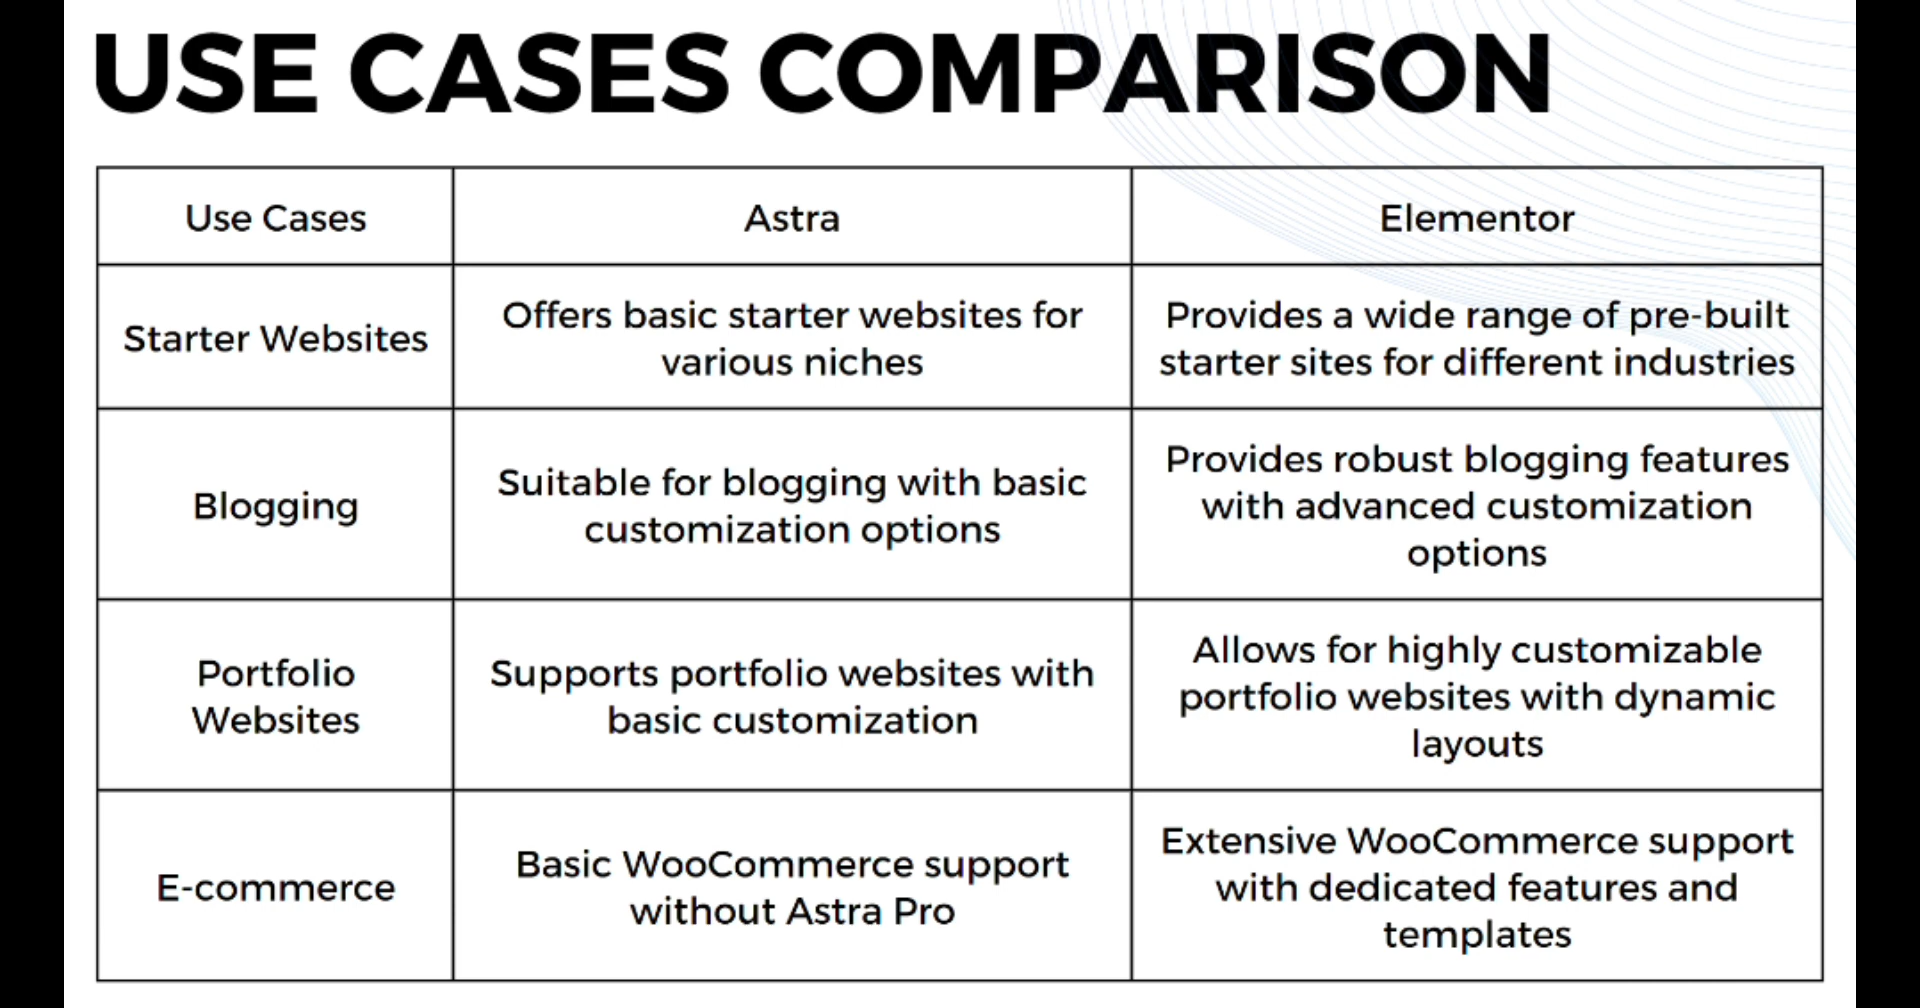 USE CASES COMPARISON
Use Cases
Astra
Elementor
Starter Websites
Offers basic starter websites for
various niches
Provides a wide range of pre-built
starter sites for different industries
Blogging
Suitable for blogging with basic
customization options
Provides robust blogging features
with advanced customization
options
Portfolio
Websites
Supports portfolio websites with
basic customization
Allows for highly customizable
portfolio websites with dynamic
layouts
E-commerce
Basic WooCommerce support
without Astra Pro
Extensive WooCommerce support
with dedicated features and
templates